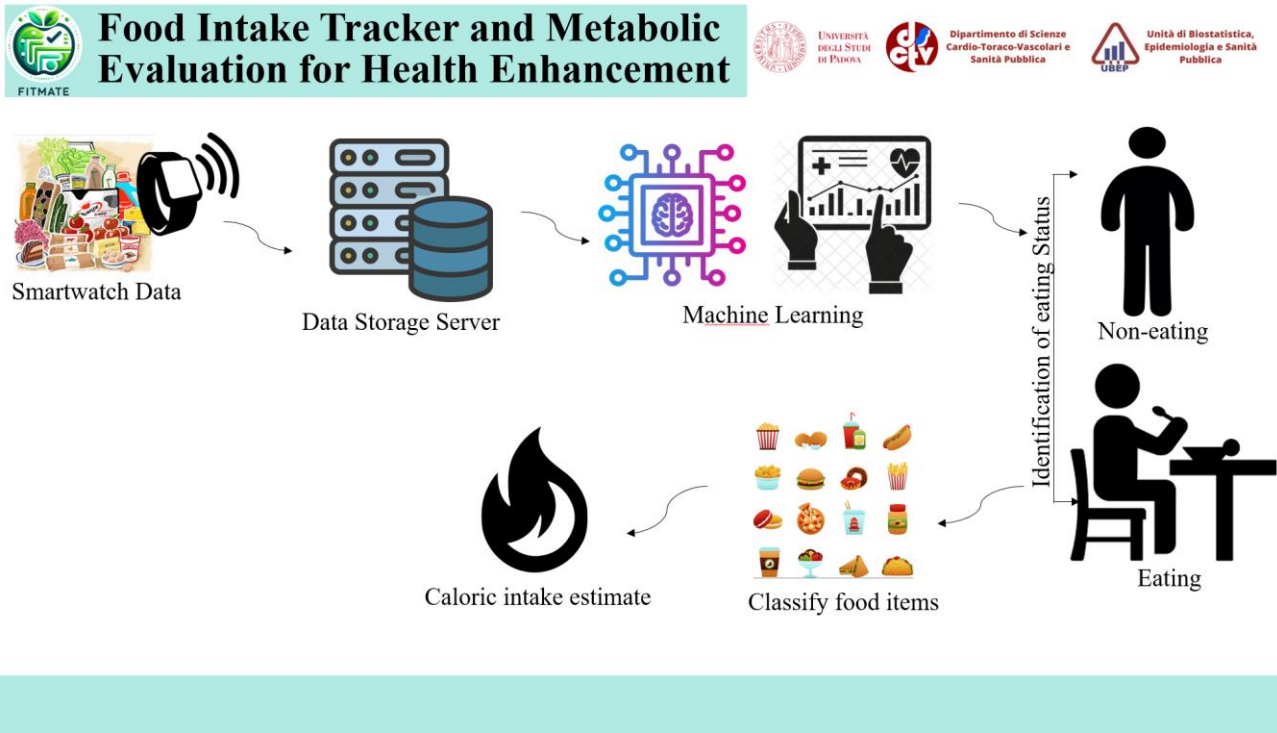 Food Intake Tracker and Metabolic
Evaluation for Health Enhancement
FITMATE
UNIVERSITÀ
DEGLI STUDI
DI PADOVA
Dipartimento di Scienze
Cardio-Toraco-Vascolari e
Sanità Pubblica
UBEP
Unità di Biostatistica,
Epidemiologia e Sanità
Pubblica
Smartwatch Data
Data Storage Server
Machine Learning
Identification of eating Status
Non-eating
Eating
Classify food items
Caloric intake estimate